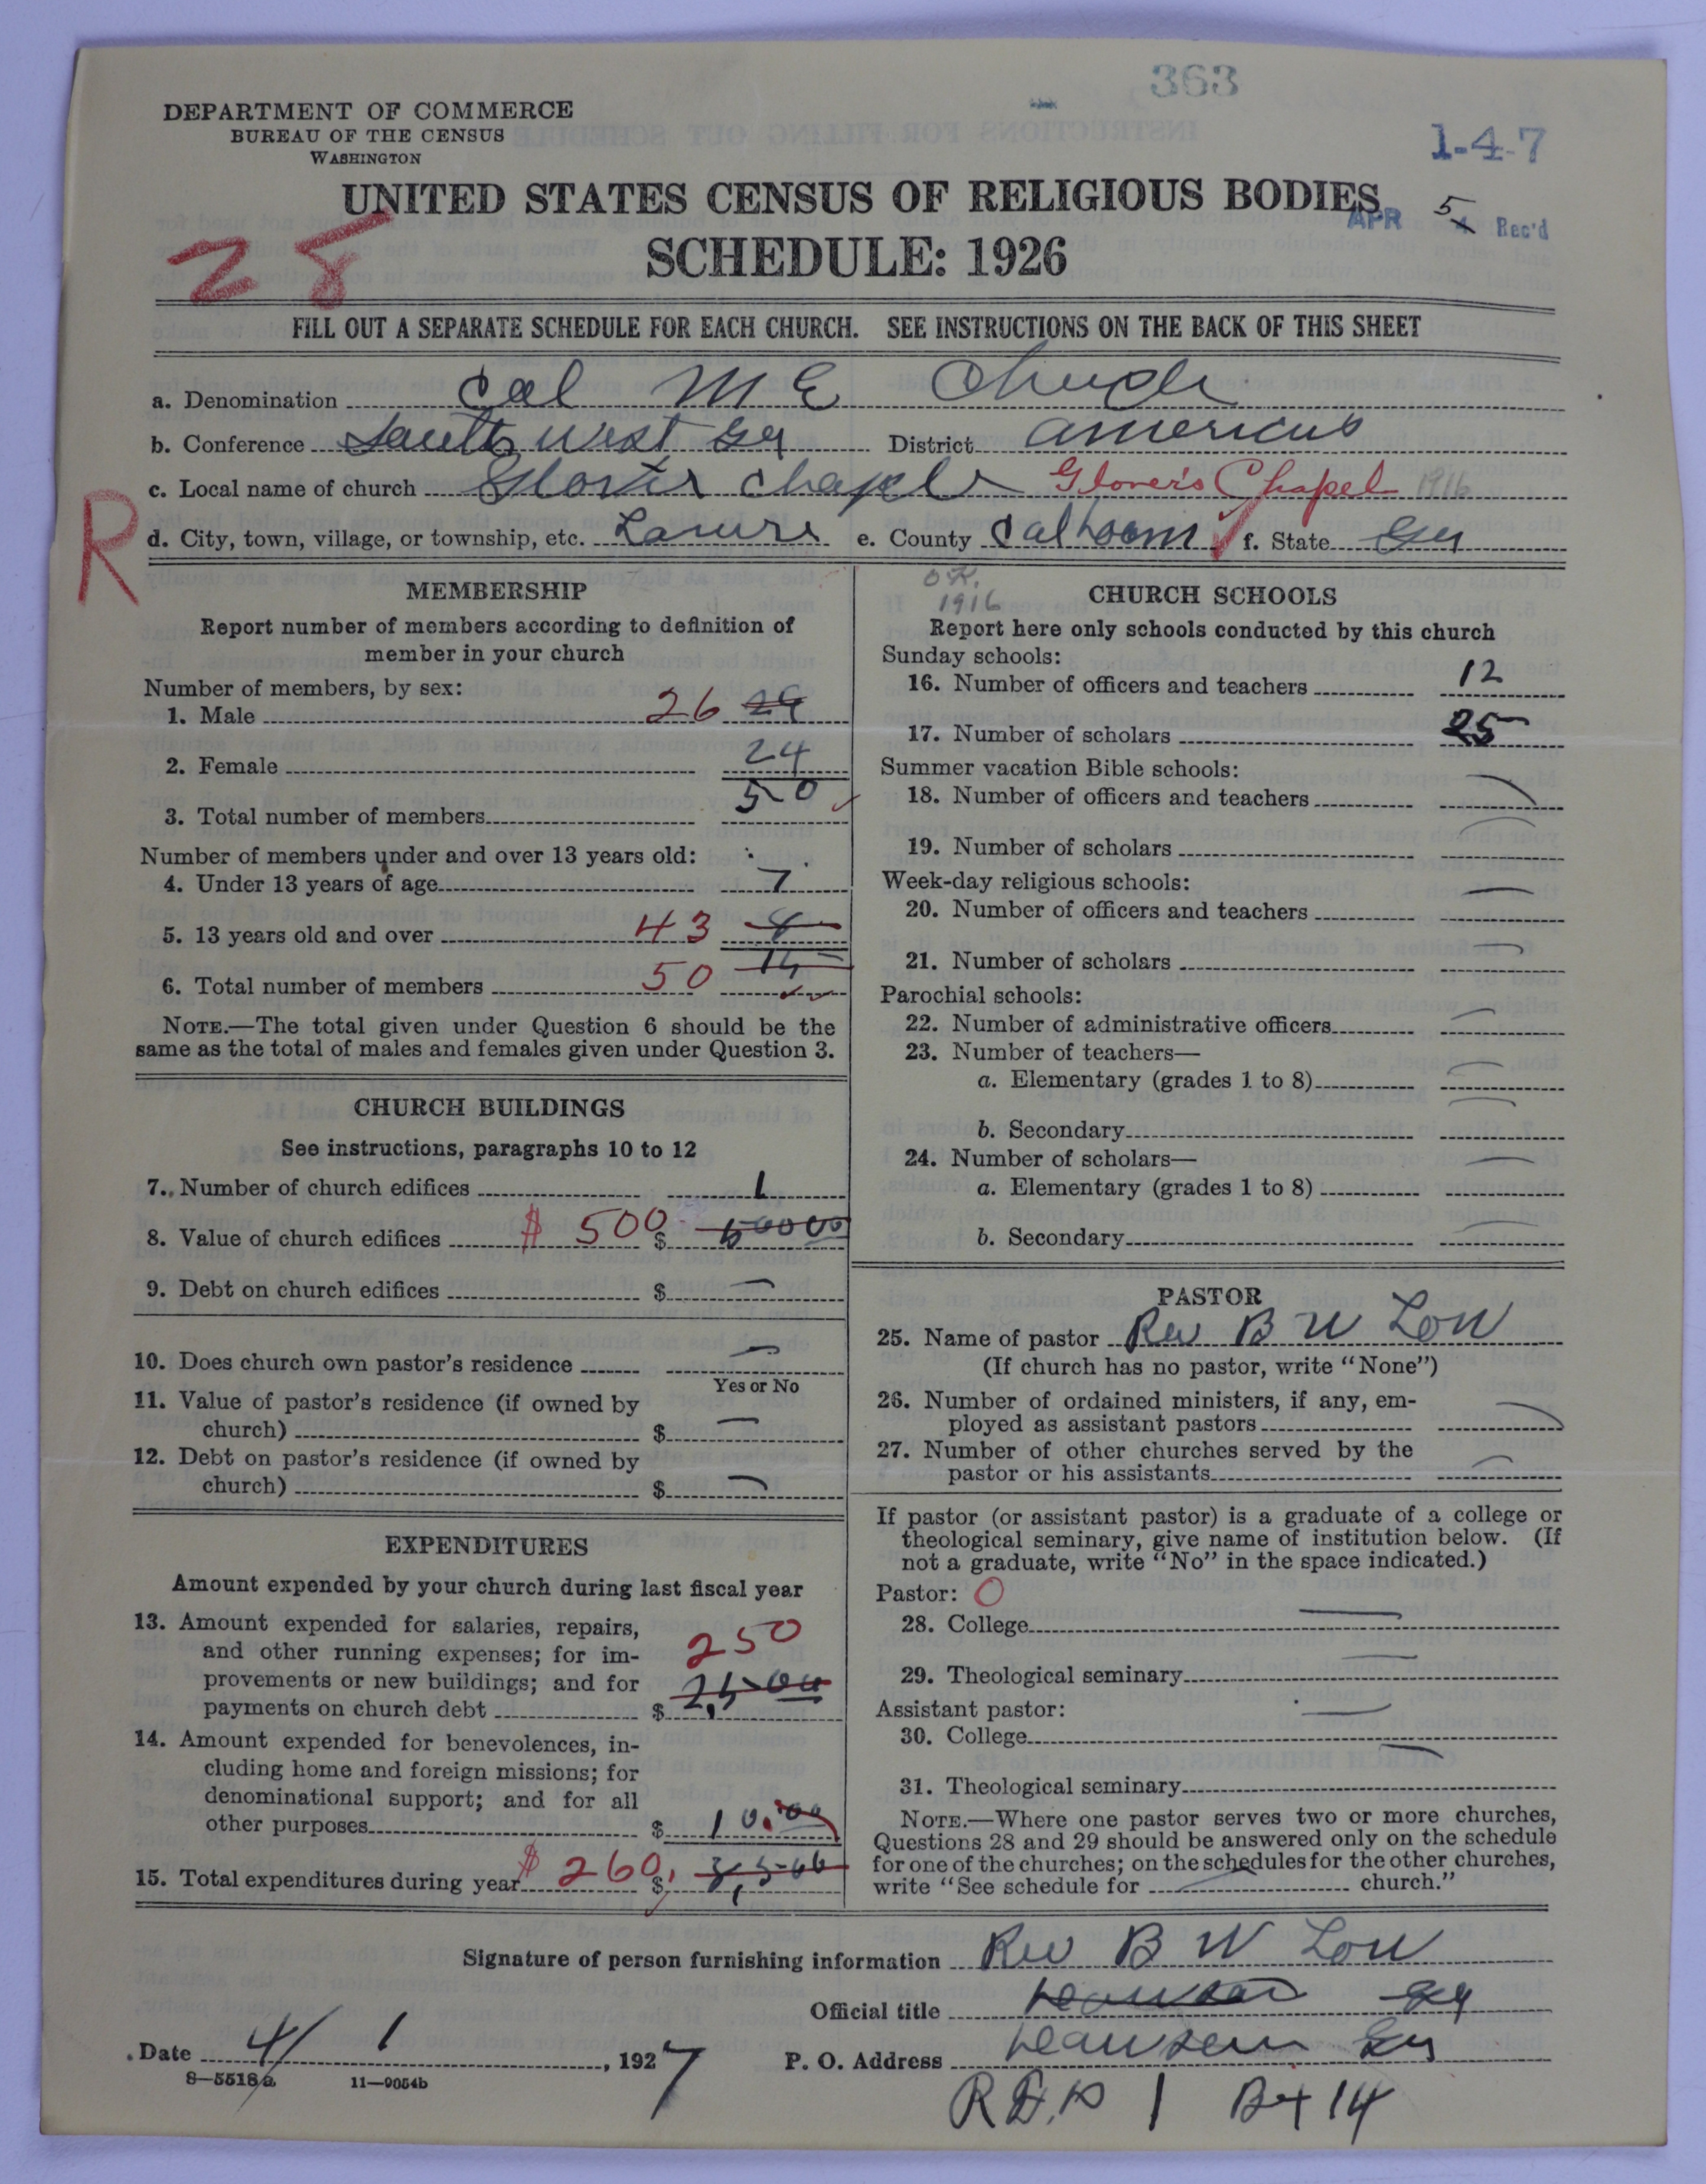 363
DEPARTMENT OF COMMERCE
BUREAU OF THE CENSUS
WASHINGTON
1-4-7
UNITED STATES CENSUS OF RELIGIOUS BODIES
APR 5 4 Rec'd
28
SCHEDULE: 1926
FILL OUT A SEPARATE SCHEDULE FOR EACH CHURCH. SEE INSTRUCTIONS ON THE BACK OF THIS SHEET
a. Denomination Col M E Church
b. Conference South West Ga District Americus
c. Local name of church Glover chaple Glover's Chapel 1916
R
d. City, town, village, or township, etc. e. County Calhoun f. State Ga
MEMBERSHIP
Report number of members according to definition of
member in your church
Number of members, by sex:
1. Male 26 24
2. Female 24
3. Total number of members 50
Number of members under and over 13 years old:
4. Under 13 years of age 7
5. 13 years old and over 43 8
6. Total number of members 50 15
NOTE.—The total given under Question 6 should be the
same as the total of males and females given under Question 3.
CHURCH BUILDINGS
See instructions, paragraphs 10 to 12
7. Number of church edifices 1
8. Value of church edifices $ 500. $ 50000
9. Debt on church edifices $ —
10. Does church own pastor's residence —
Yes or No
11. Value of pastor's residence (if owned by
church) $ —
12. Debt on pastor's residence (if owned by
church) $ —
EXPENDITURES
Amount expended by your church during last fiscal year
13. Amount expended for salaries, repairs,
and other running expenses; for im-
provements or new buildings; and for
payments on church debt $ 250 2,500
14. Amount expended for benevolences, in-
cluding home and foreign missions; for
denominational support; and for all
other purposes $ 10.00
15. Total expenditures during year $ 260. $
O.K.
1916
CHURCH SCHOOLS
Report here only schools conducted by this church
Sunday schools:
16. Number of officers and teachers 12
17. Number of scholars 25
Summer vacation Bible schools:
18. Number of officers and teachers —
19. Number of scholars —
Week-day religious schools:
20. Number of officers and teachers —
21. Number of scholars —
Parochial schools:
22. Number of administrative officers —
23. Number of teachers—
a. Elementary (grades 1 to 8) —
b. Secondary —
24. Number of scholars—
a. Elementary (grades 1 to 8) —
b. Secondary —
PASTOR
25. Name of pastor Rev B W Low
(If church has no pastor, write "None")
26. Number of ordained ministers, if any, em-
ployed as assistant pastors —
27. Number of other churches served by the
pastor or his assistants —
If pastor (or assistant pastor) is a graduate of a college or
theological seminary, give name of institution below. (If
not a graduate, write "No" in the space indicated.)
Pastor: O
28. College —
29. Theological seminary —
Assistant pastor:
30. College —
31. Theological seminary —
NOTE.—Where one pastor serves two or more churches,
Questions 28 and 29 should be answered only on the schedule
for one of the churches; on the schedules for the other churches,
write "See schedule for — church."
Signature of person furnishing information Rev B W Low
Official title Ga
Date 4/1, 1927 P. O. Address Ga
8—5518a 11—9054b
R F.D 1 Bx 14